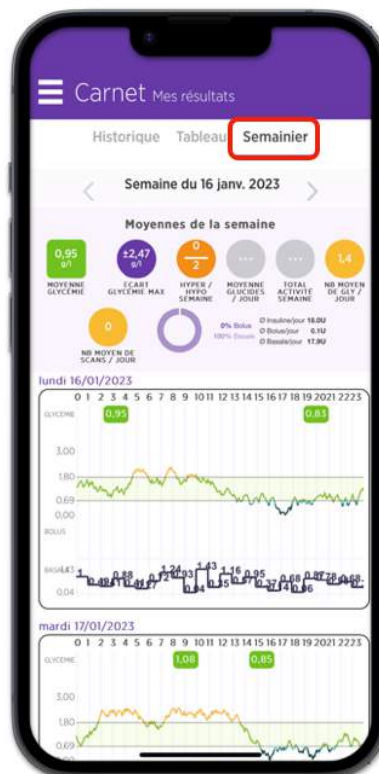 Carnet Mes résultats
Historique Tableau Semainier
Semaine du 16 janv. 2023
Moyennes de la semaine
0,95 g/l
±2,47 g/l
0
2
...
...
1,4
MOYENNE GLYCÉMIE
ECART GLYCÉMIE MAX
HYPER / HYPO SEMAINE
MOYENNE GLUCIDES / JOUR
TOTAL ACTIVITÉ SEMAINE
NB MOYEN DE GLY / JOUR
0
NB MOYEN DE SCANS / JOUR
0% Bolus
100% Basale
Ø Insuline/jour 18.0U
Ø Bolus/jour 0.1U
Ø Basale/jour 17.9U
lundi 16/01/2023
0 1 2 3 4 5 6 7 8 9 10 11 12 13 14 15 16 17 18 19 20 21 22 23
GLYCÉMIE 0,95 0,83
3,00
1,80
0,69
0,00
BOLUS
BASALE
0,04
mardi 17/01/2023
0 1 2 3 4 5 6 7 8 9 10 11 12 13 14 15 16 17 18 19 20 21 22 23
GLYCÉMIE 1,08 0,85
3,00
1,80
0,69
0,00